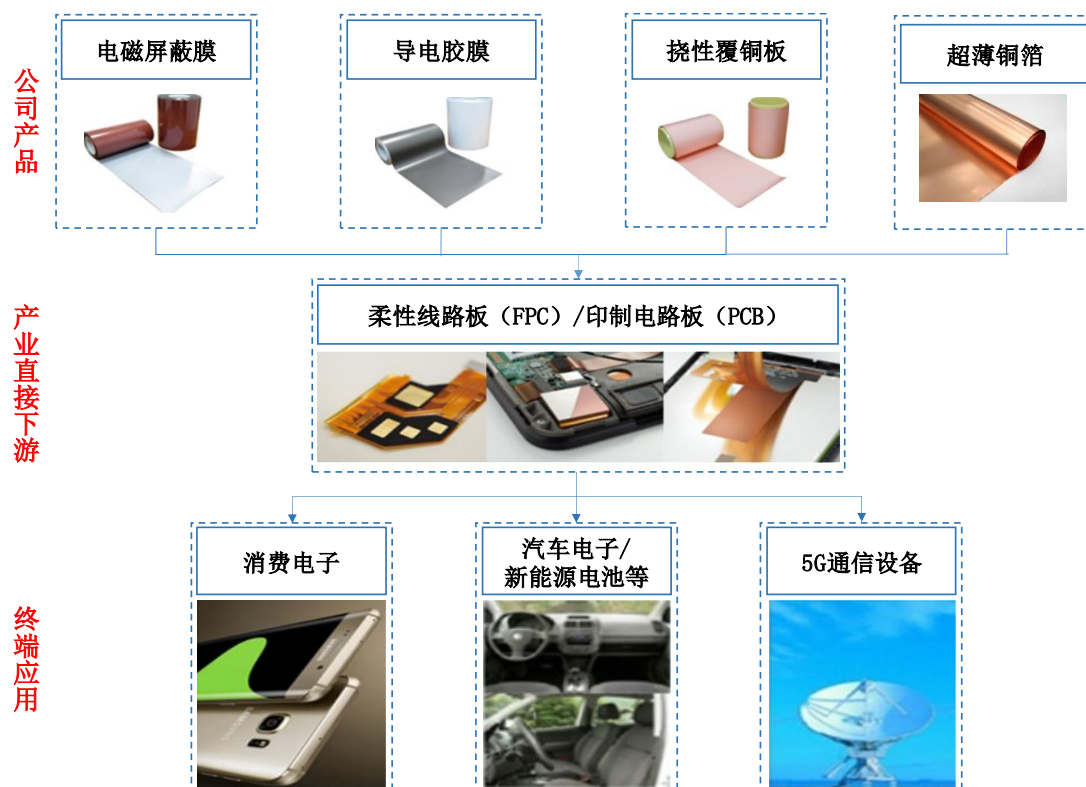 公司产品
电磁屏蔽膜
导电胶膜
挠性覆铜板
超薄铜箔
产业直接下游
柔性线路板（FPC）/印制电路板（PCB）
终端应用
消费电子
汽车电子/
新能源电池等
5G通信设备
SAMSUNG